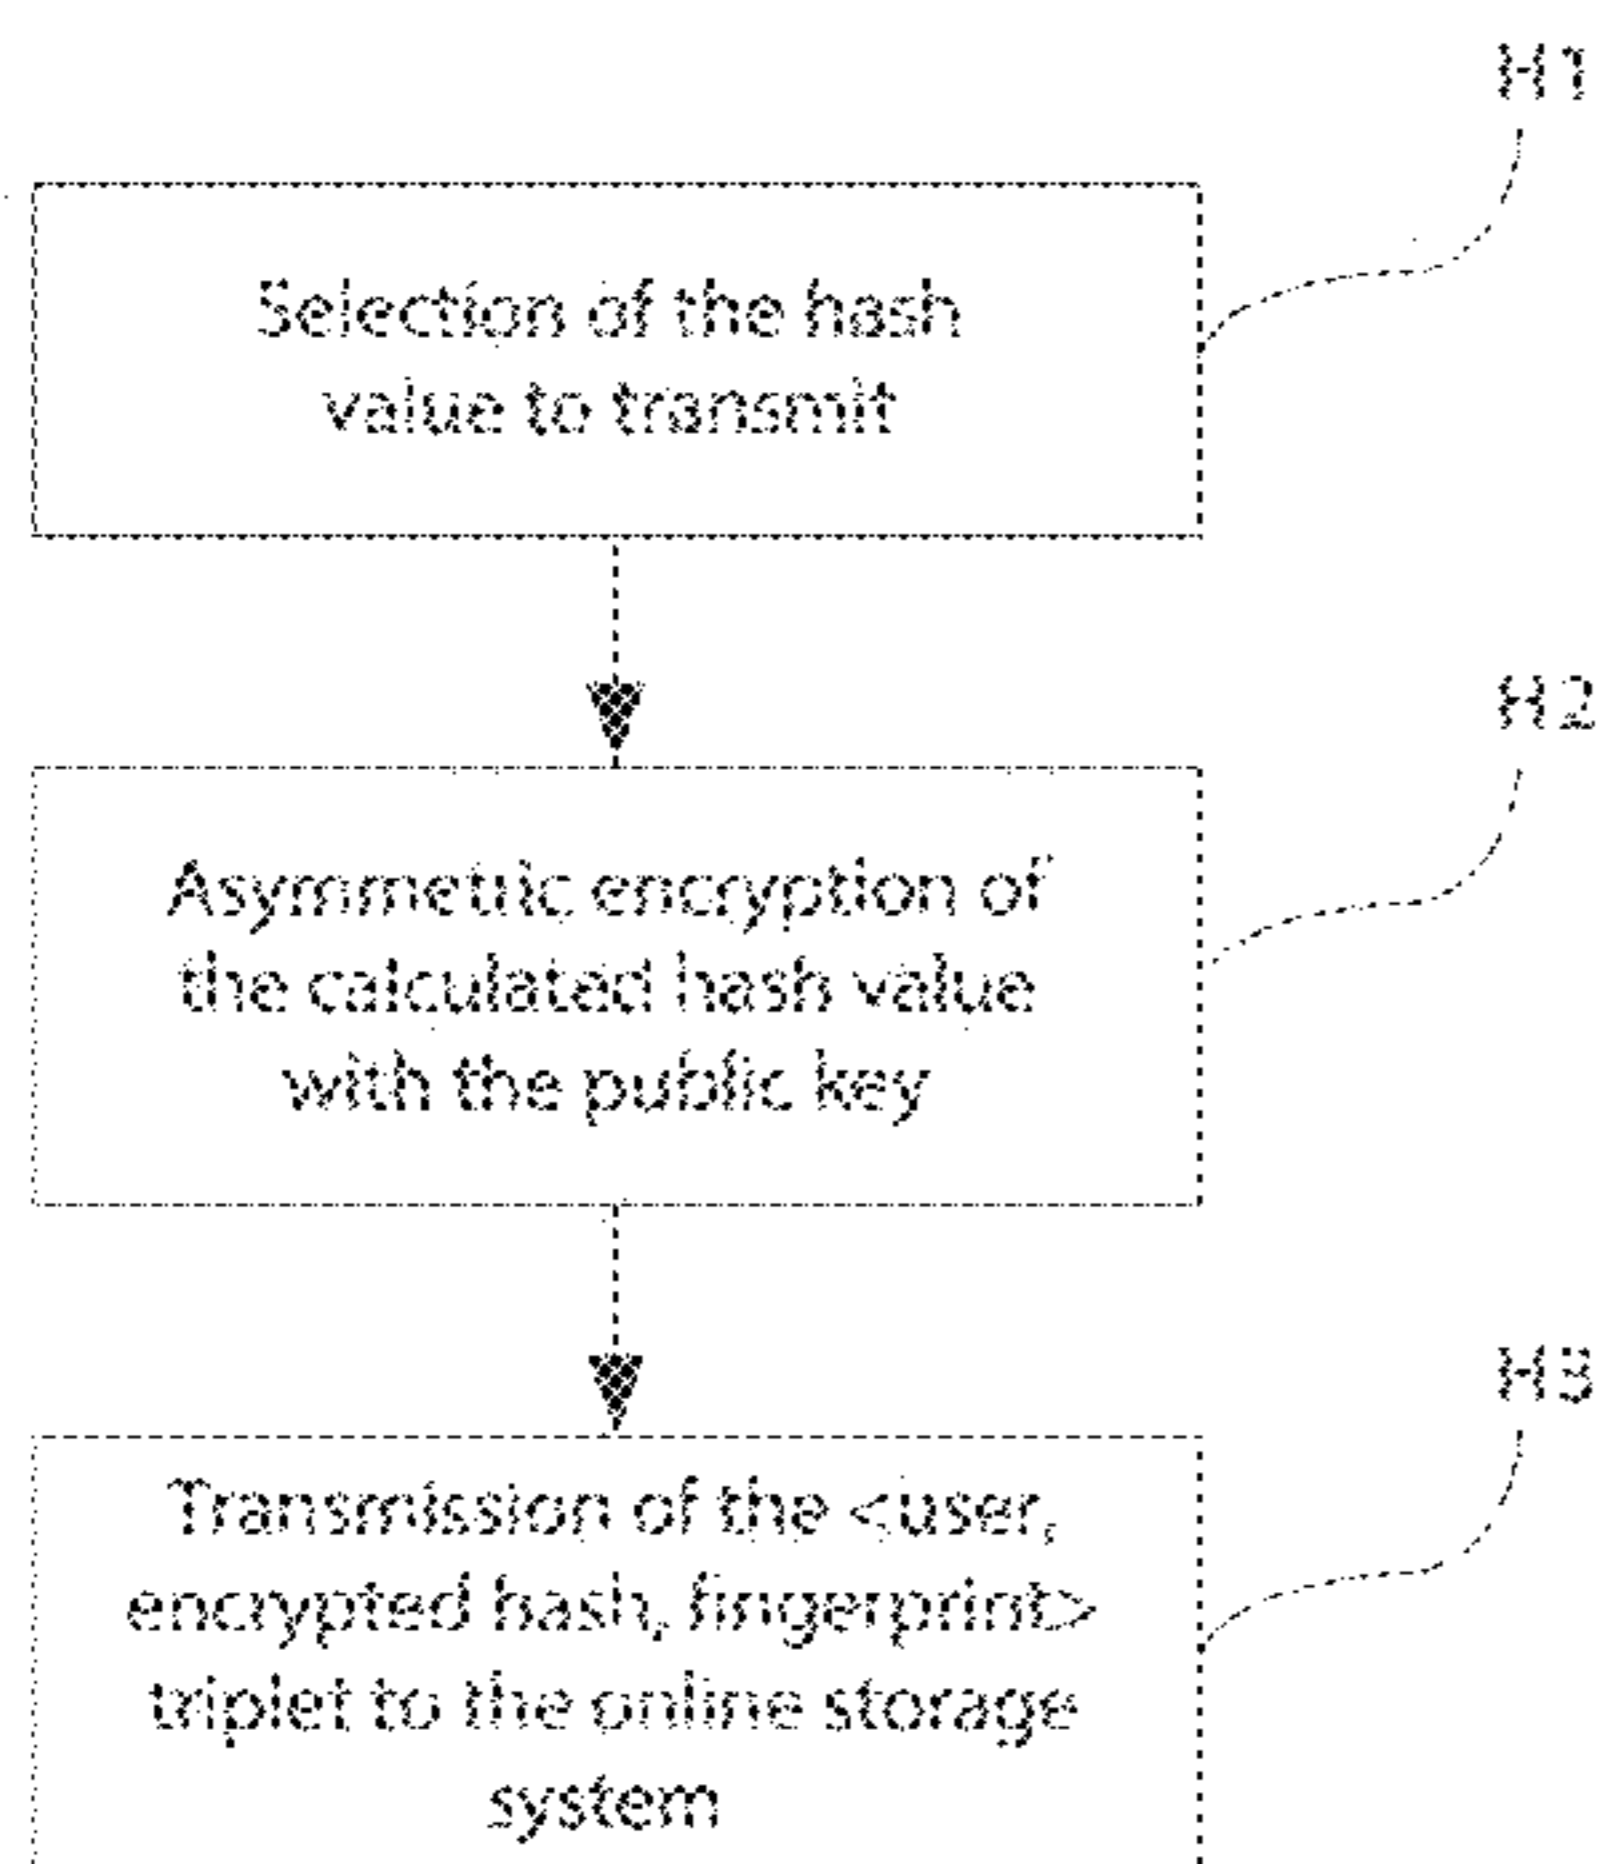 H1
Selection of the hash
value to transmit
H2
Asymmetric encryption of
the calculated hash value
with the public key
H3
Transmission of the <user,
encrypted hash, fingerprint>
triplet to the online storage
system